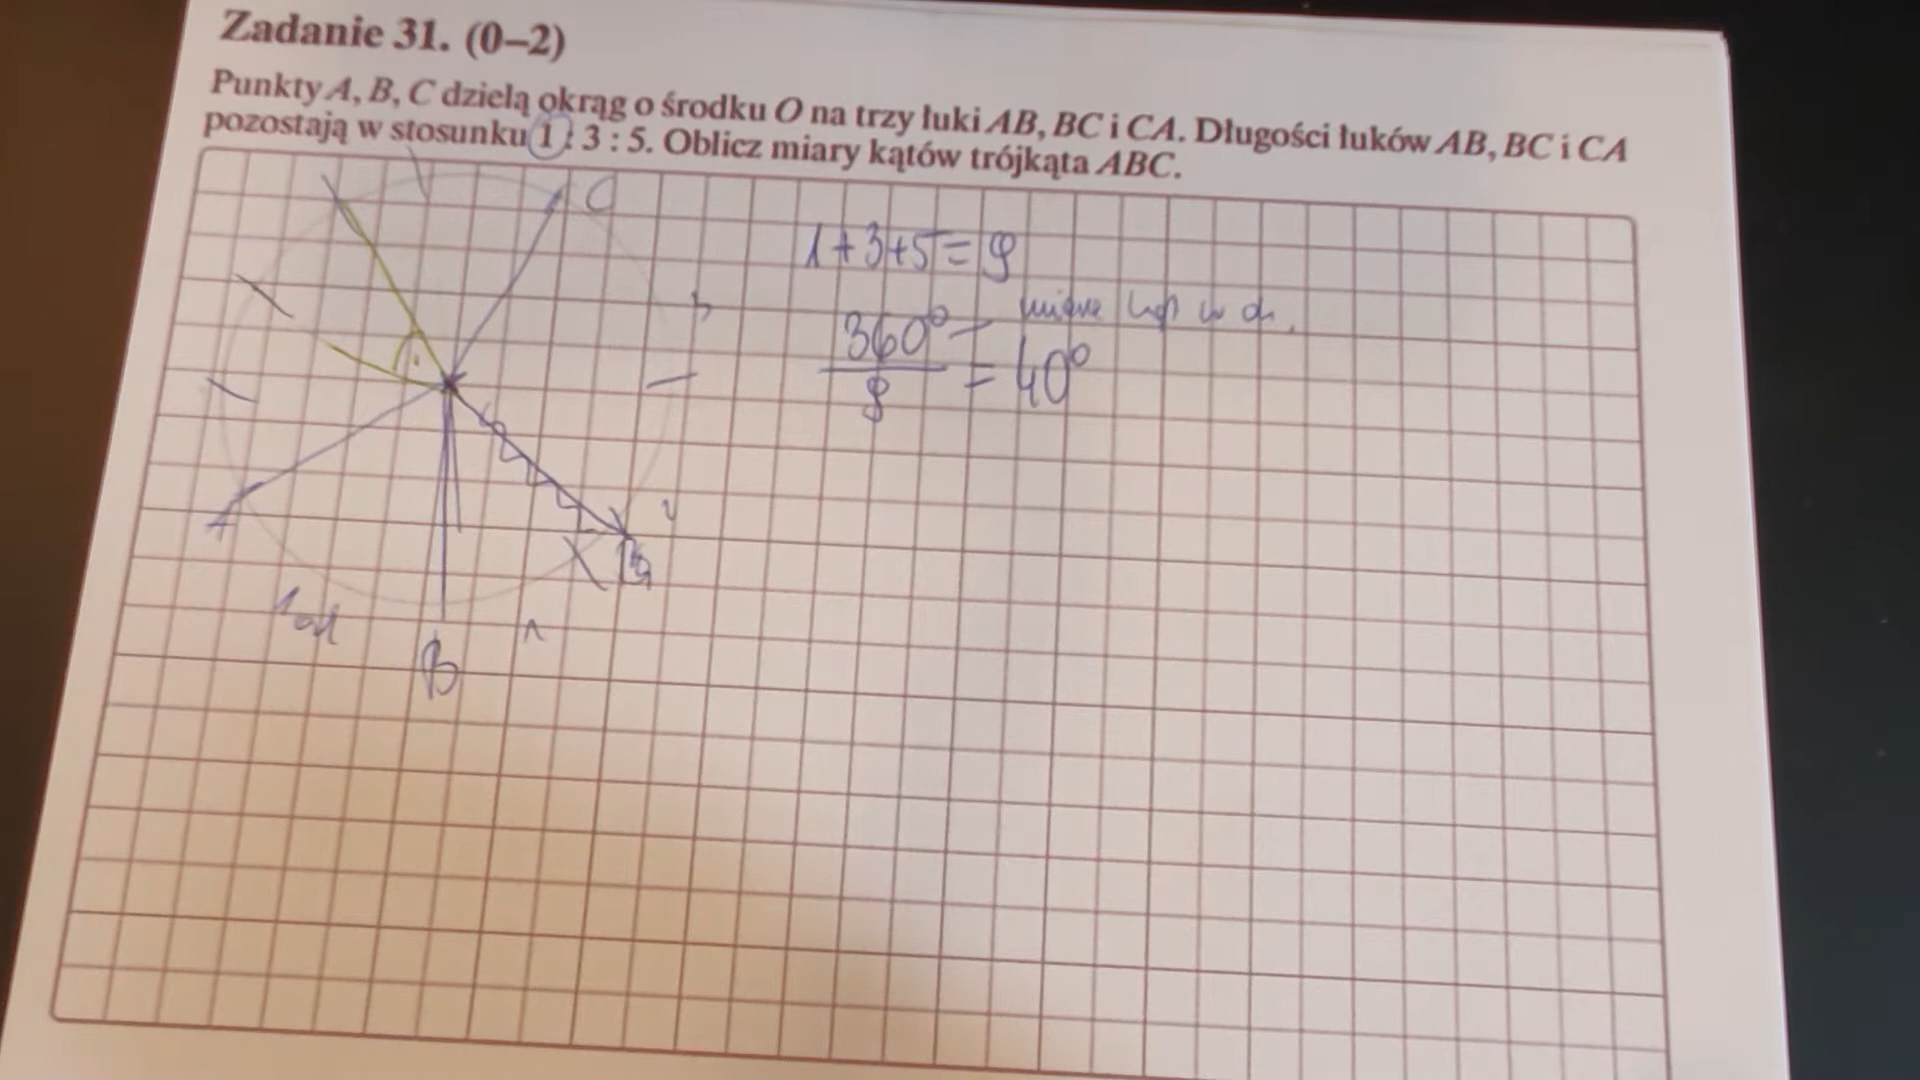 Zadanie 31. (0–2)
Punkty A, B, C dzielą okrąg o środku O na trzy łuki AB, BC i CA. Długości łuków AB, BC i CA
pozostają w stosunku 1 : 3 : 5. Oblicz miary kątów trójkąta ABC.
C
1+3+5=9
360°
9
= 40°
A
B